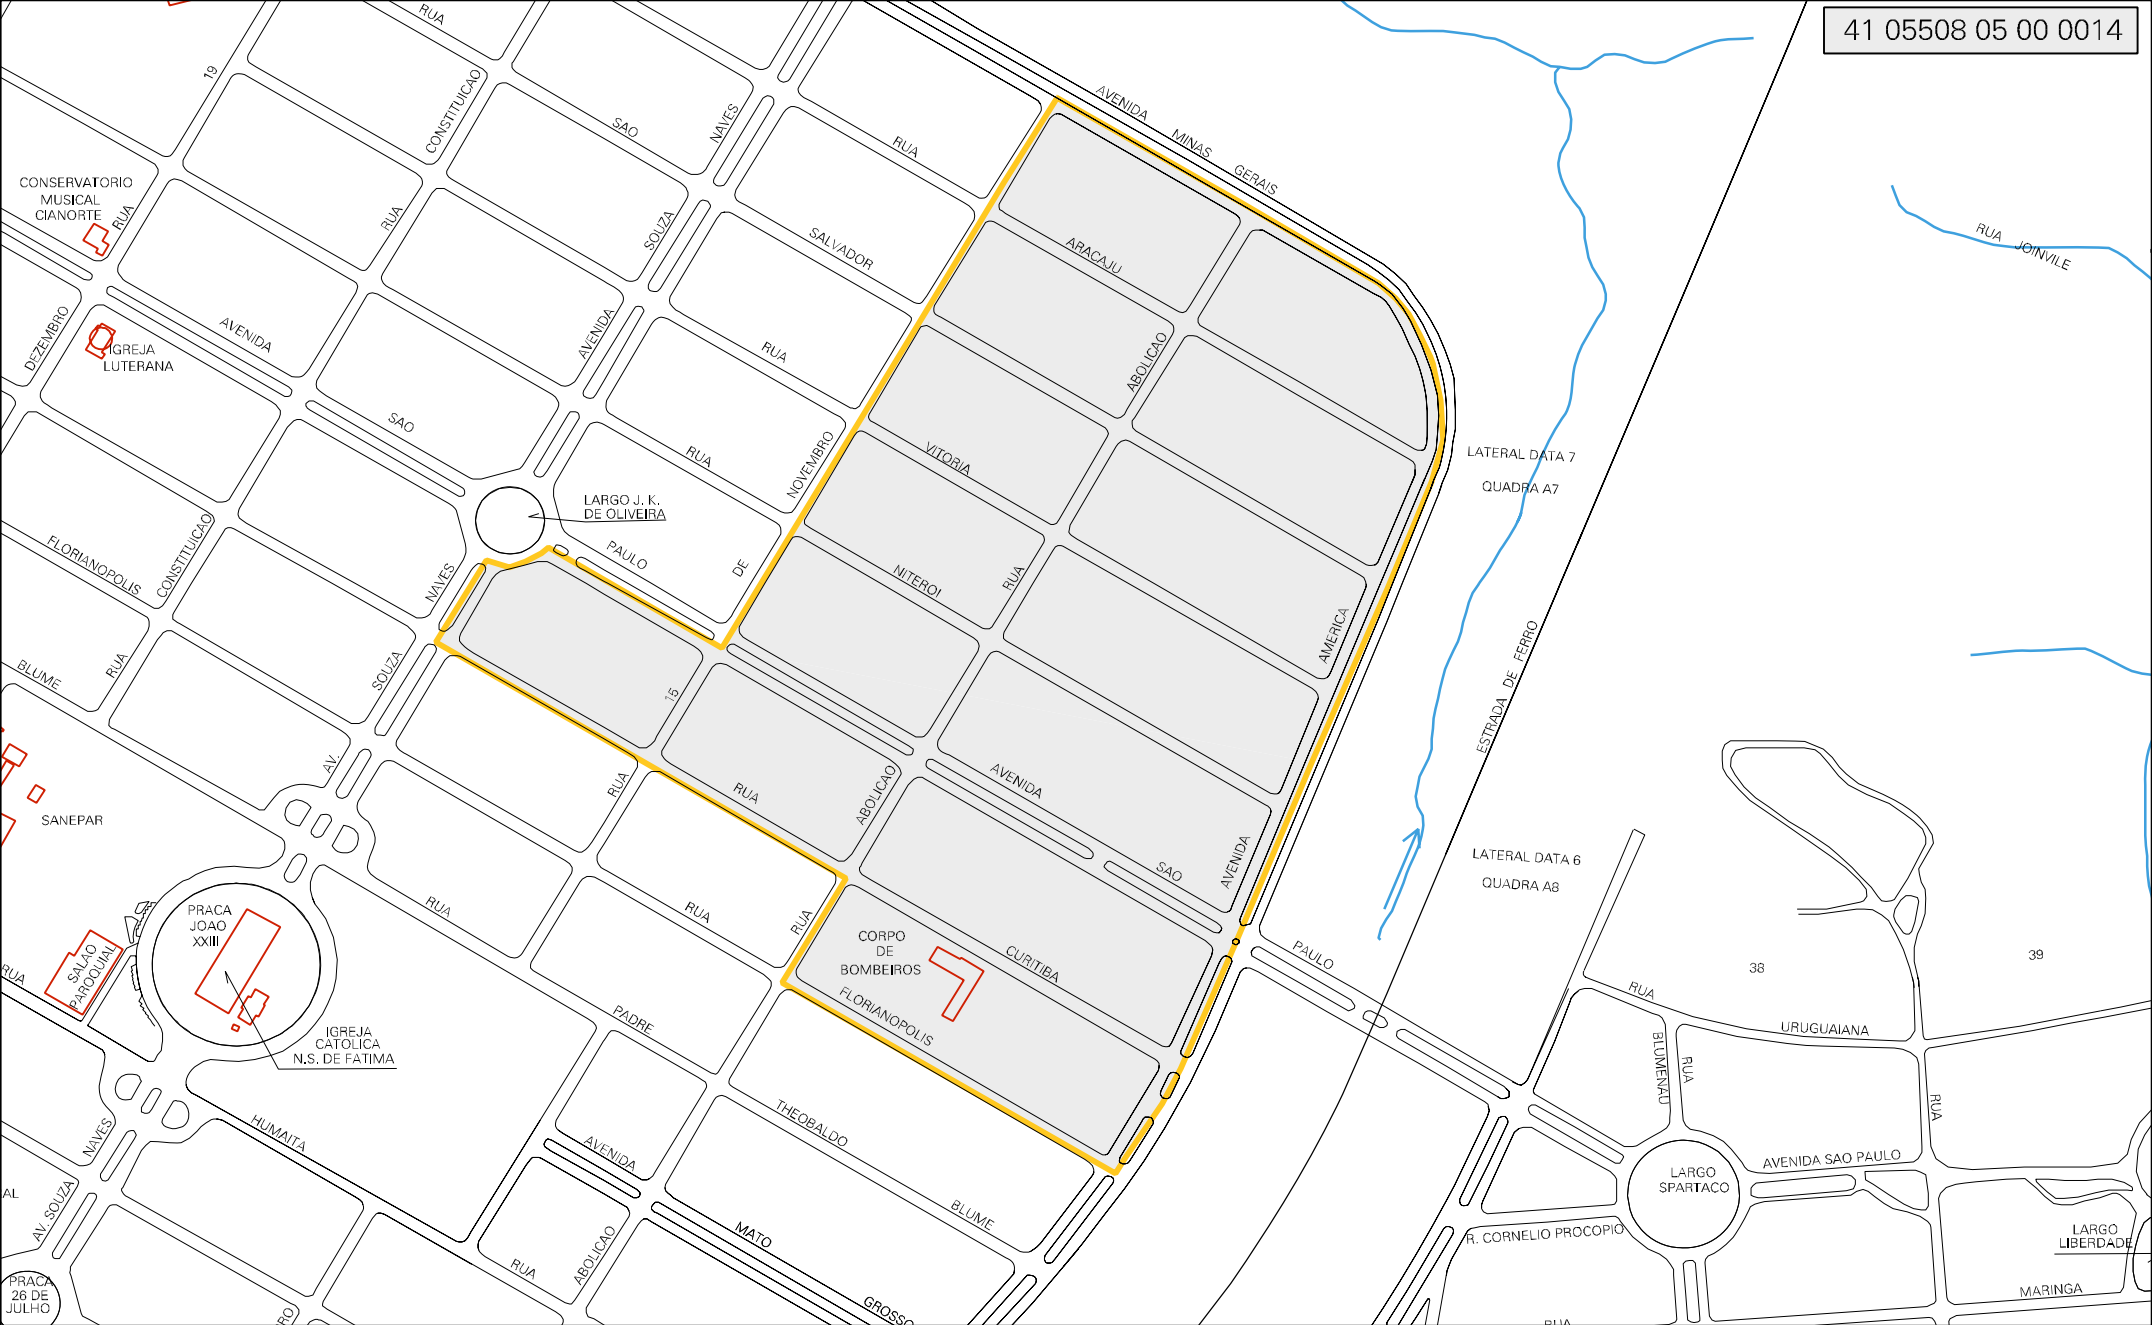 41 05508 05 00 0014
RUA
19
CONSTITUICAO
SAO
NAVES
RUA
AVENIDA
MINAS
GERAIS
CONSERVATORIO
MUSICAL
CIANORTE
RUA
RUA
SOUZA
SALVADOR
ARACAJU
RUA JOINVILE
DEZEMBRO
IGREJA
LUTERANA
AVENIDA
AVENIDA
RUA
ABOLICAO
SAO
RUA
NOVEMBRO
VITORIA
LATERAL DATA 7
QUADRA A7
LARGO J. K.
DE OLIVEIRA
FLORIANOPOLIS
CONSTITUICAO
NAVES
PAULO
DE
NITEROI
RUA
BLUME
RUA
SOUZA
15
AMERICA
ESTRADA DE FERRO
AV.
RUA
RUA
ABOLICAO
AVENIDA
SAO
AVENIDA
SANEPAR
LATERAL DATA 6
QUADRA A8
PRACA
JOAO
XXIII
RUA
RUA
RUA
CORPO
DE
BOMBEIROS
CURITIBA
PAULO
38
39
SALAO
PAROQUIAL
RUA
FLORIANOPOLIS
RUA
URUGUAIANA
IGREJA
CATOLICA
N.S. DE FATIMA
PADRE
BLUMENAU
RUA
RUA
NAVES
HUMAITA
THEOBALDO
AVENIDA
AVENIDA SAO PAULO
LARGO
SPARTACO
AL
AV. SOUZA
BLUME
ABOLICAO
MATO
RUA
R. CORNELIO PROCOPIO
LARGO
LIBERDADE
PRACA
26 DE
JULHO
GROSSO
MARINGA
RUA